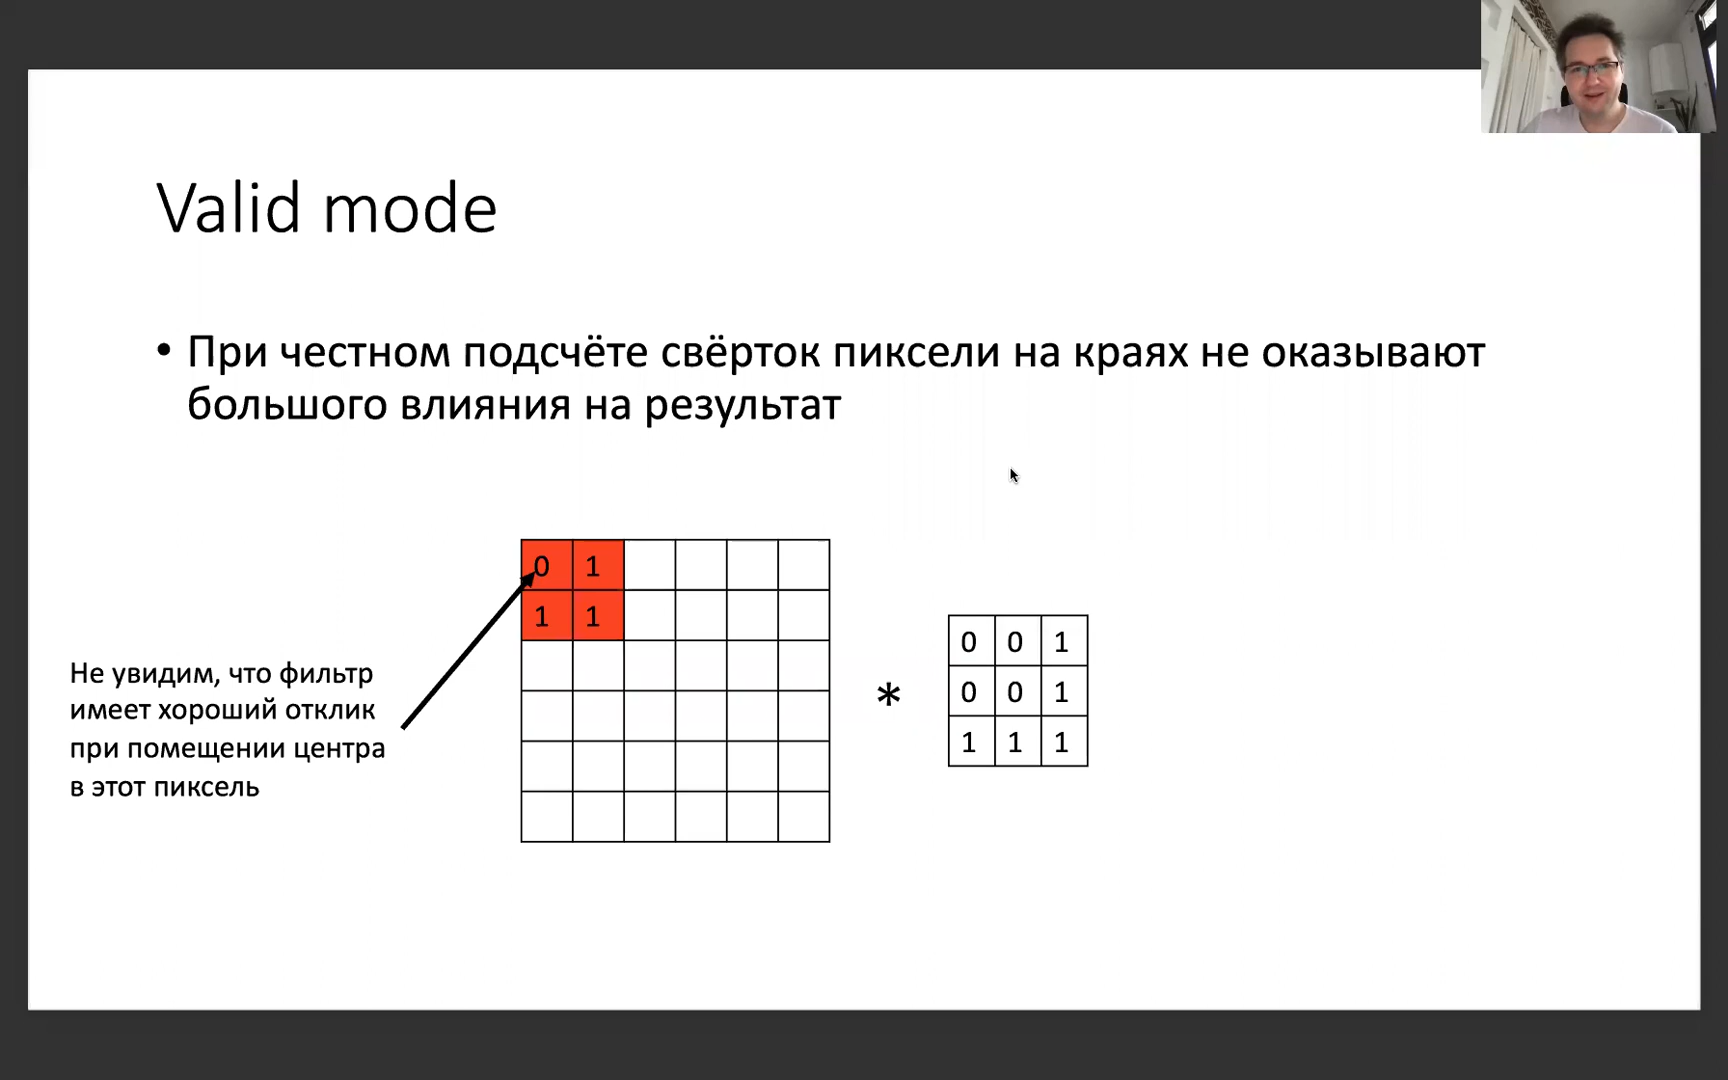 Valid mode
• При честном подсчёте свёрток пиксели на краях не оказывают
большого влияния на результат
0 1
1 1
Не увидим, что фильтр
имеет хороший отклик
при помещении центра
в этот пиксель
*
0 0 1
0 0 1
1 1 1